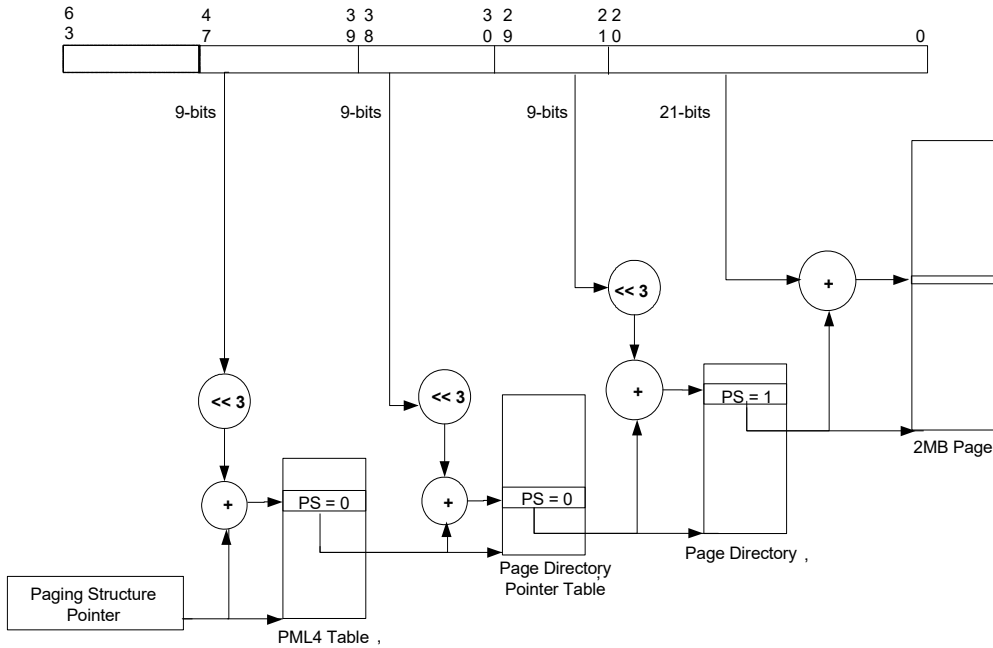 6 4 3 3 3 2 2 2
3 7 9 8 0 9 1 0 0
9-bits 9-bits 9-bits 21-bits
<< 3
+
<< 3 << 3
PS = 1
+
2MB Page
<< 3
PS = 0 + PS = 0
+
Page Directory ,
Page Directory
Pointer Table,
Paging Structure
Pointer
PML4 Table ,